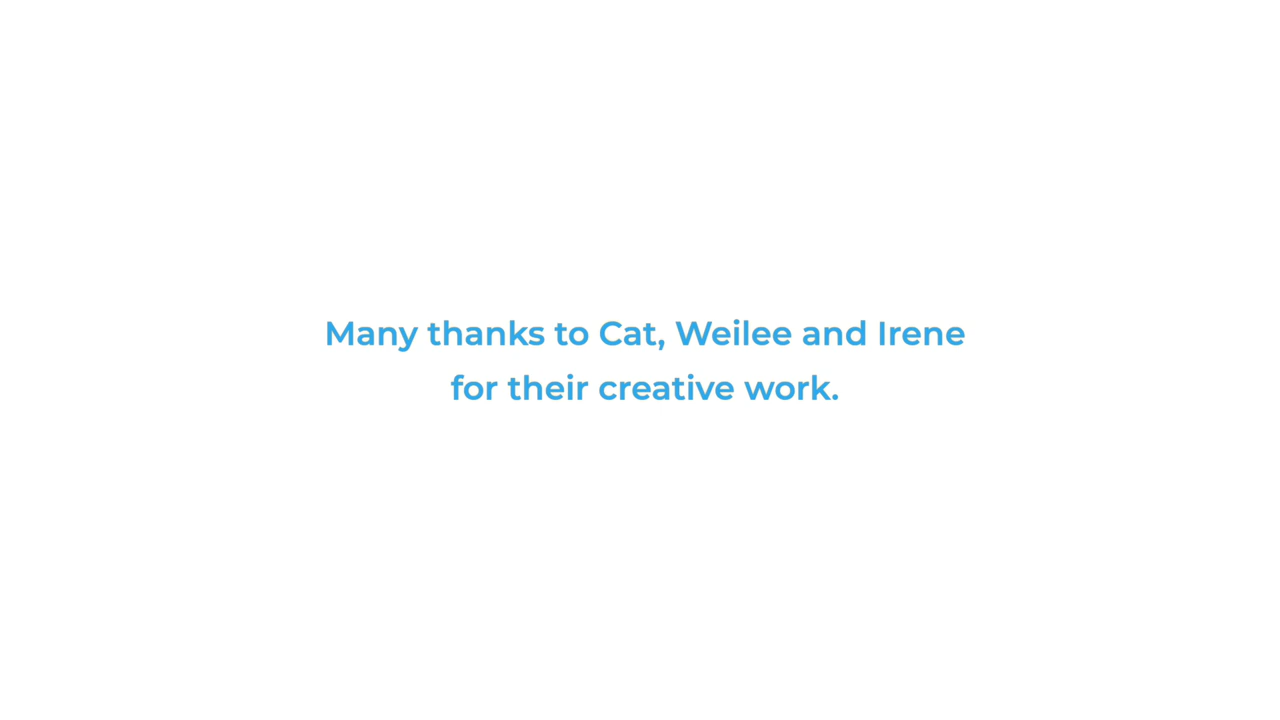 Many thanks to Cat, Weilee and Irene
for their creative work.